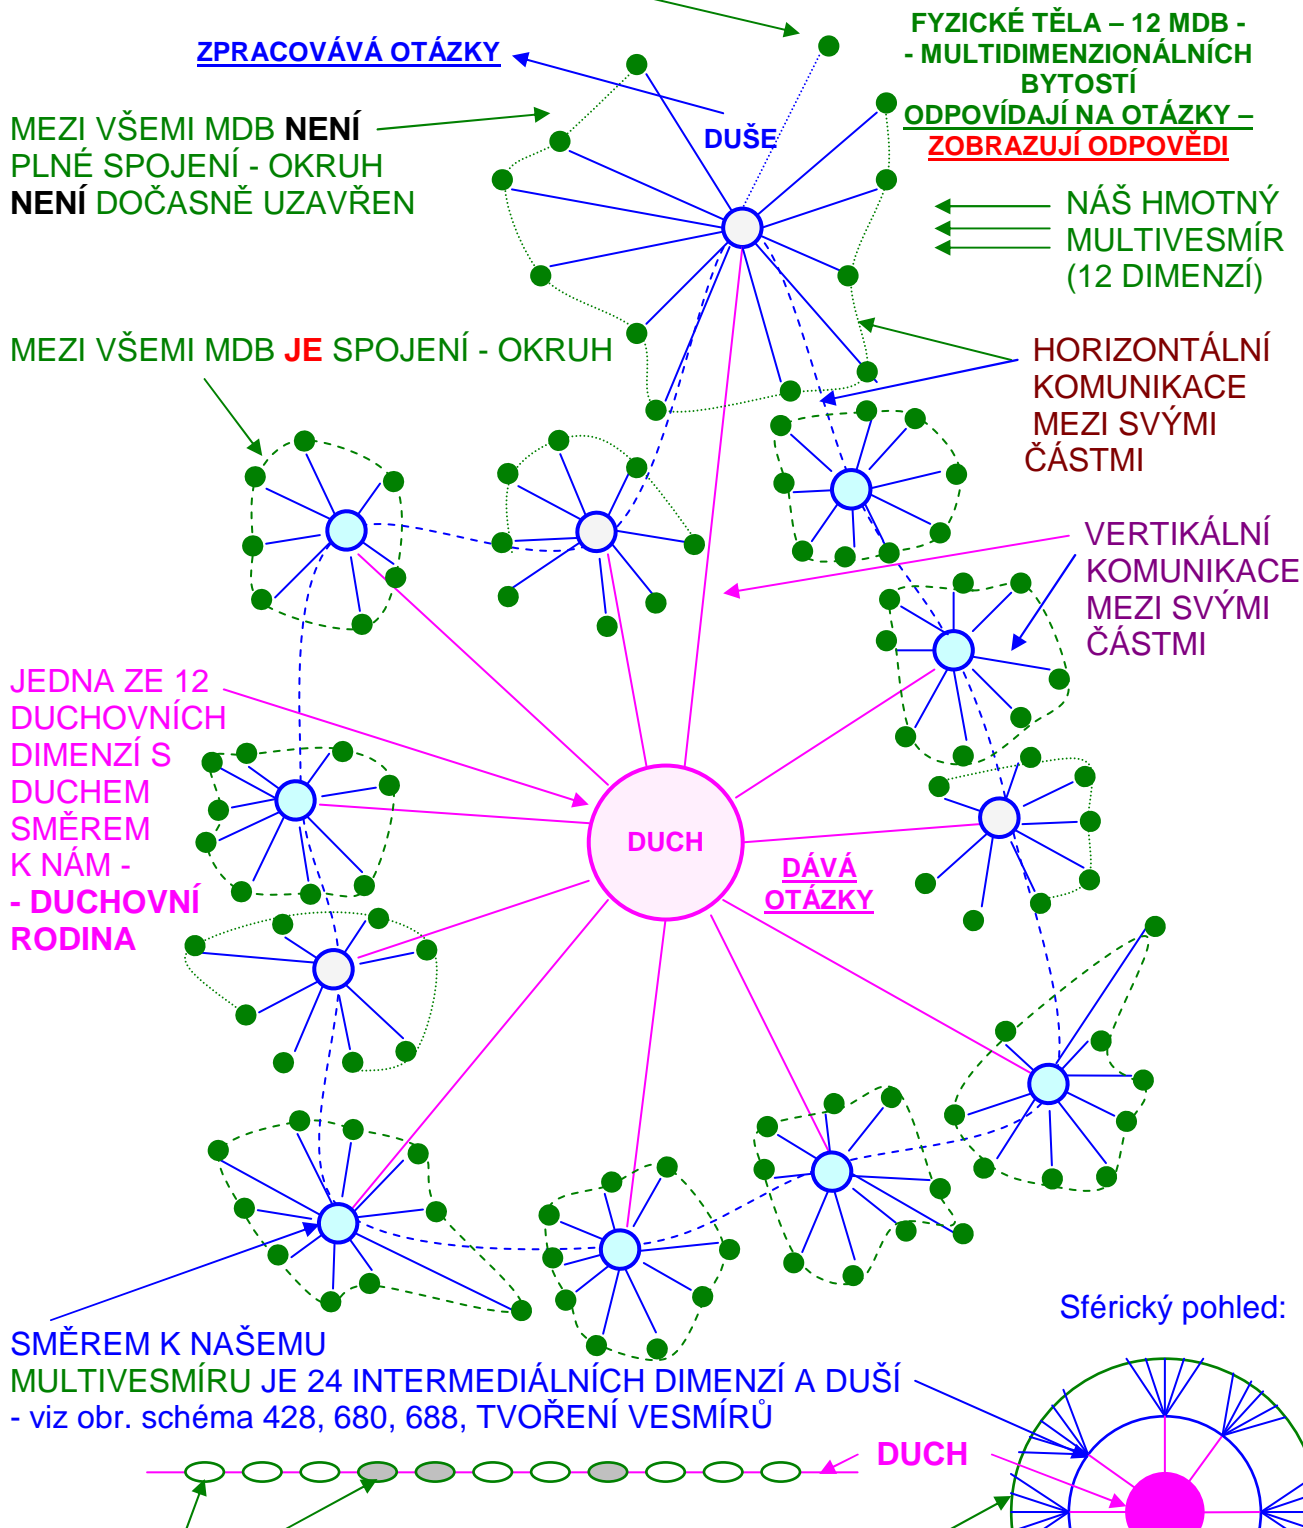 FYZICKÉ TĚLA – 12 MDB -
- MULTIDIMENZIONÁLNÍCH
BYTOSTÍ
ODPOVÍDAJÍ NA OTÁZKY –
ZOBRAZUJÍ ODPOVĚDI
ZPRACOVÁVÁ OTÁZKY
DUŠE
MEZI VŠEMI MDB NENÍ
PLNÉ SPOJENÍ - OKRUH
NENÍ DOČASNĚ UZAVŘEN
NÁŠ HMOTNÝ
MULTIVESMÍR
(12 DIMENZÍ)
MEZI VŠEMI MDB JE SPOJENÍ - OKRUH
HORIZONTÁLNÍ
KOMUNIKACE
MEZI SVÝMI
ČÁSTMI
VERTIKÁLNÍ
KOMUNIKACE
MEZI SVÝMI
ČÁSTMI
JEDNA ZE 12
DUCHOVNÍCH
DIMENZÍ S
DUCHEM
SMĚREM
K NÁM -
- DUCHOVNÍ
RODINA
DUCH
DÁVÁ
OTÁZKY
Sférický pohled:
SMĚREM K NAŠEMU
MULTIVESMÍRU JE 24 INTERMEDIÁLNÍCH DIMENZÍ A DUŠÍ
- viz obr. schéma 428, 680, 688, TVOŘENÍ VESMÍRŮ
DUCH